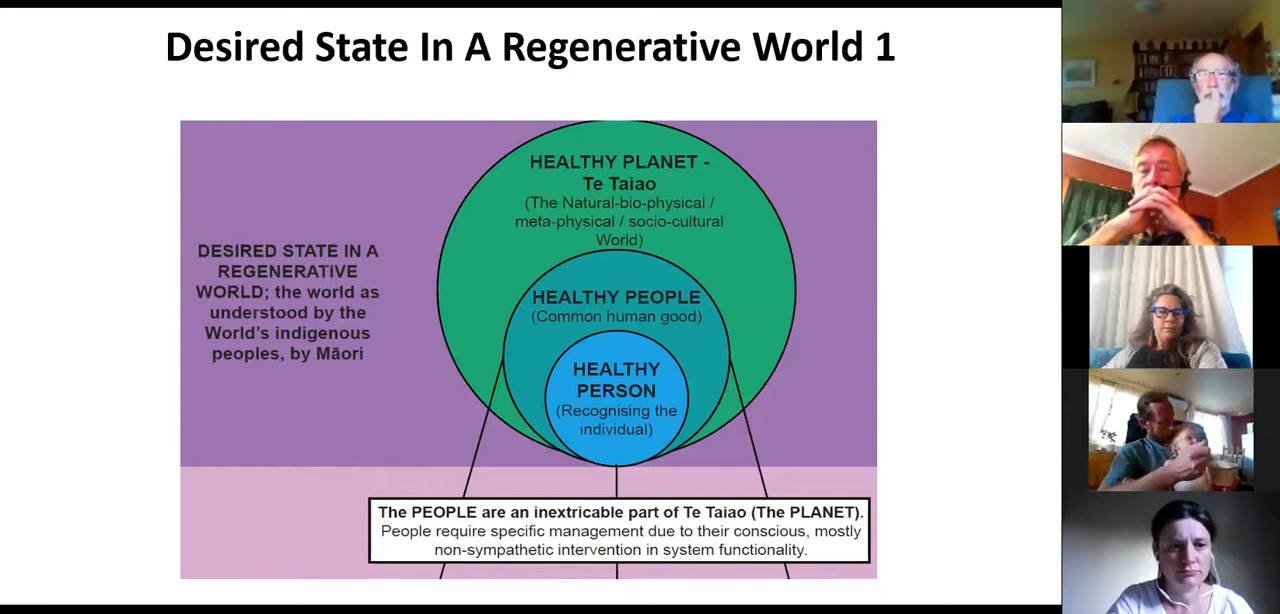 Desired State In A Regenerative World 1
DESIRED STATE IN A
REGENERATIVE
WORLD; the world as
understood by the
World's indigenous
peoples, by Māori
HEALTHY PLANET -
Te Taiao
(The Natural-bio-physical /
meta-physical / socio-cultural
World)
HEALTHY PEOPLE
(Common human good)
HEALTHY
PERSON
(Recognising the
individual)
The PEOPLE are an inextricable part of Te Taiao (The PLANET).
People require specific management due to their conscious, mostly
non-sympathetic intervention in system functionality.